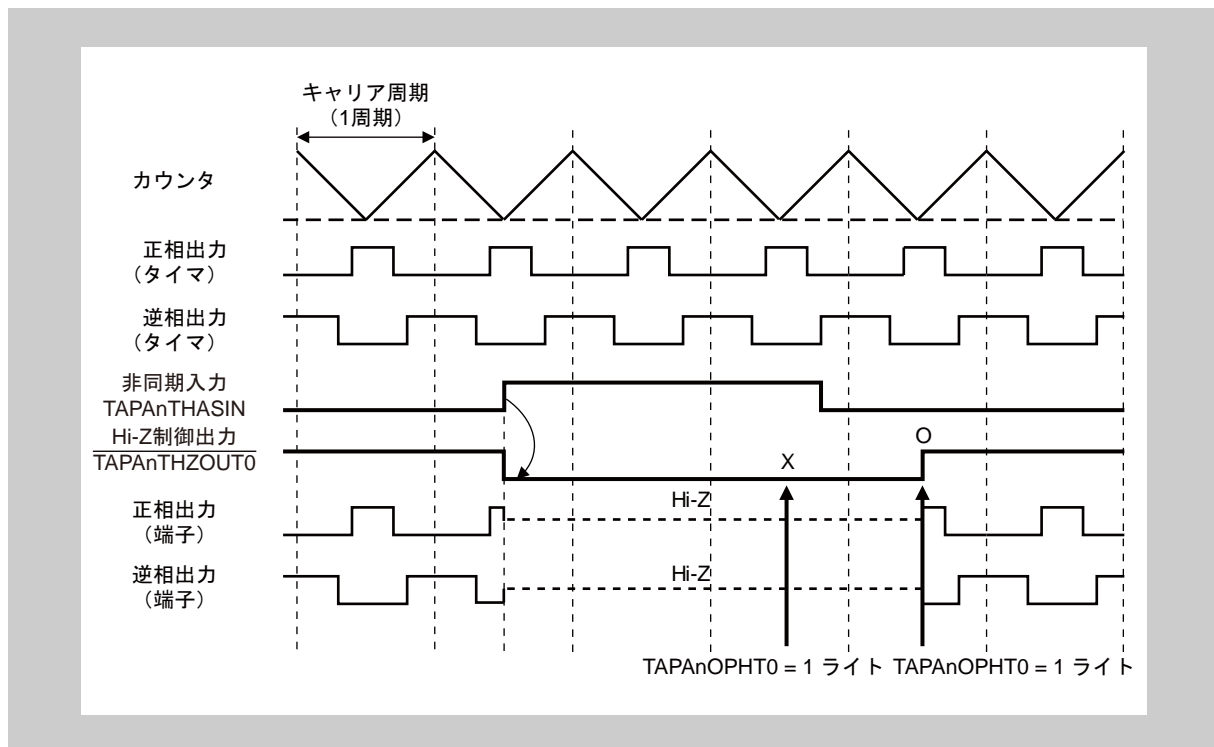 キャリア周期
（1周期）
カウンタ
正相出力
（タイマ）
逆相出力
（タイマ）
非同期入力
TAPAnTHASIN
Hi-Z制御出力
TAPAnTHZOUT0
X
O
正相出力
（端子）
Hi-Z
逆相出力
（端子）
Hi-Z
TAPAnOPHT0 = 1 ライト
TAPAnOPHT0 = 1 ライト